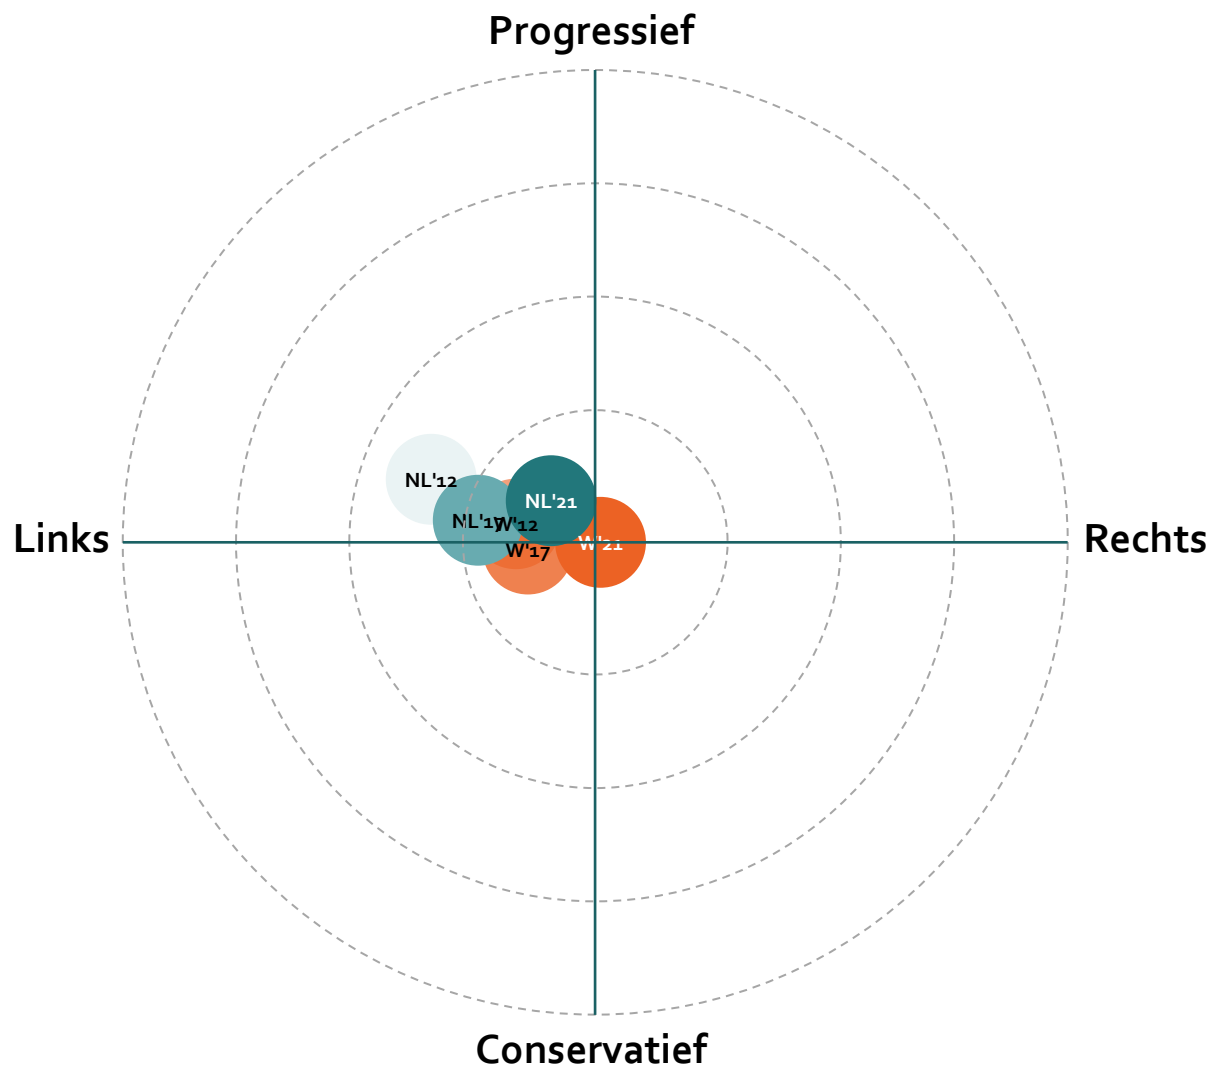 Progressief
NL'12
NL'21
NL'17
W'12
Links
W'21
Rechts
W'17
Conservatief